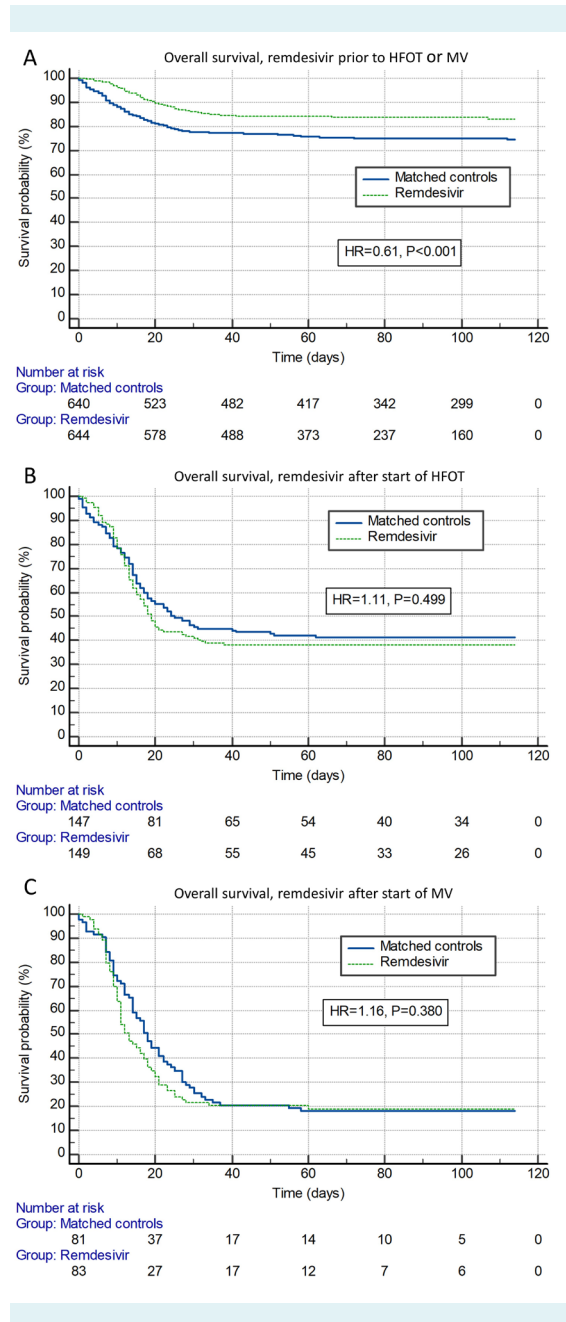 A
Overall survival, remdesivir prior to HFOT or MV
100
90
80
70
60
50
40
30
20
10
0
Survival probability (%)
Matched controls
Remdesivir
HR=0.61, P<0.001
0 20 40 60 80 100 120
Time (days)
Number at risk
Group: Matched controls
640 523 482 417 342 299 0
Group: Remdesivir
644 578 488 373 237 160 0
B
Overall survival, remdesivir after start of HFOT
100
90
80
70
60
50
40
30
20
10
0
Survival probability (%)
Matched controls
Remdesivir
HR=1.11, P=0.499
0 20 40 60 80 100 120
Time (days)
Number at risk
Group: Matched controls
147 81 65 54 40 34 0
Group: Remdesivir
149 68 55 45 33 26 0
C
Overall survival, remdesivir after start of MV
100
90
80
70
60
50
40
30
20
10
0
Survival probability (%)
Matched controls
Remdesivir
HR=1.16, P=0.380
0 20 40 60 80 100 120
Time (days)
Number at risk
Group: Matched controls
81 37 17 14 10 5 0
Group: Remdesivir
83 27 17 12 7 6 0